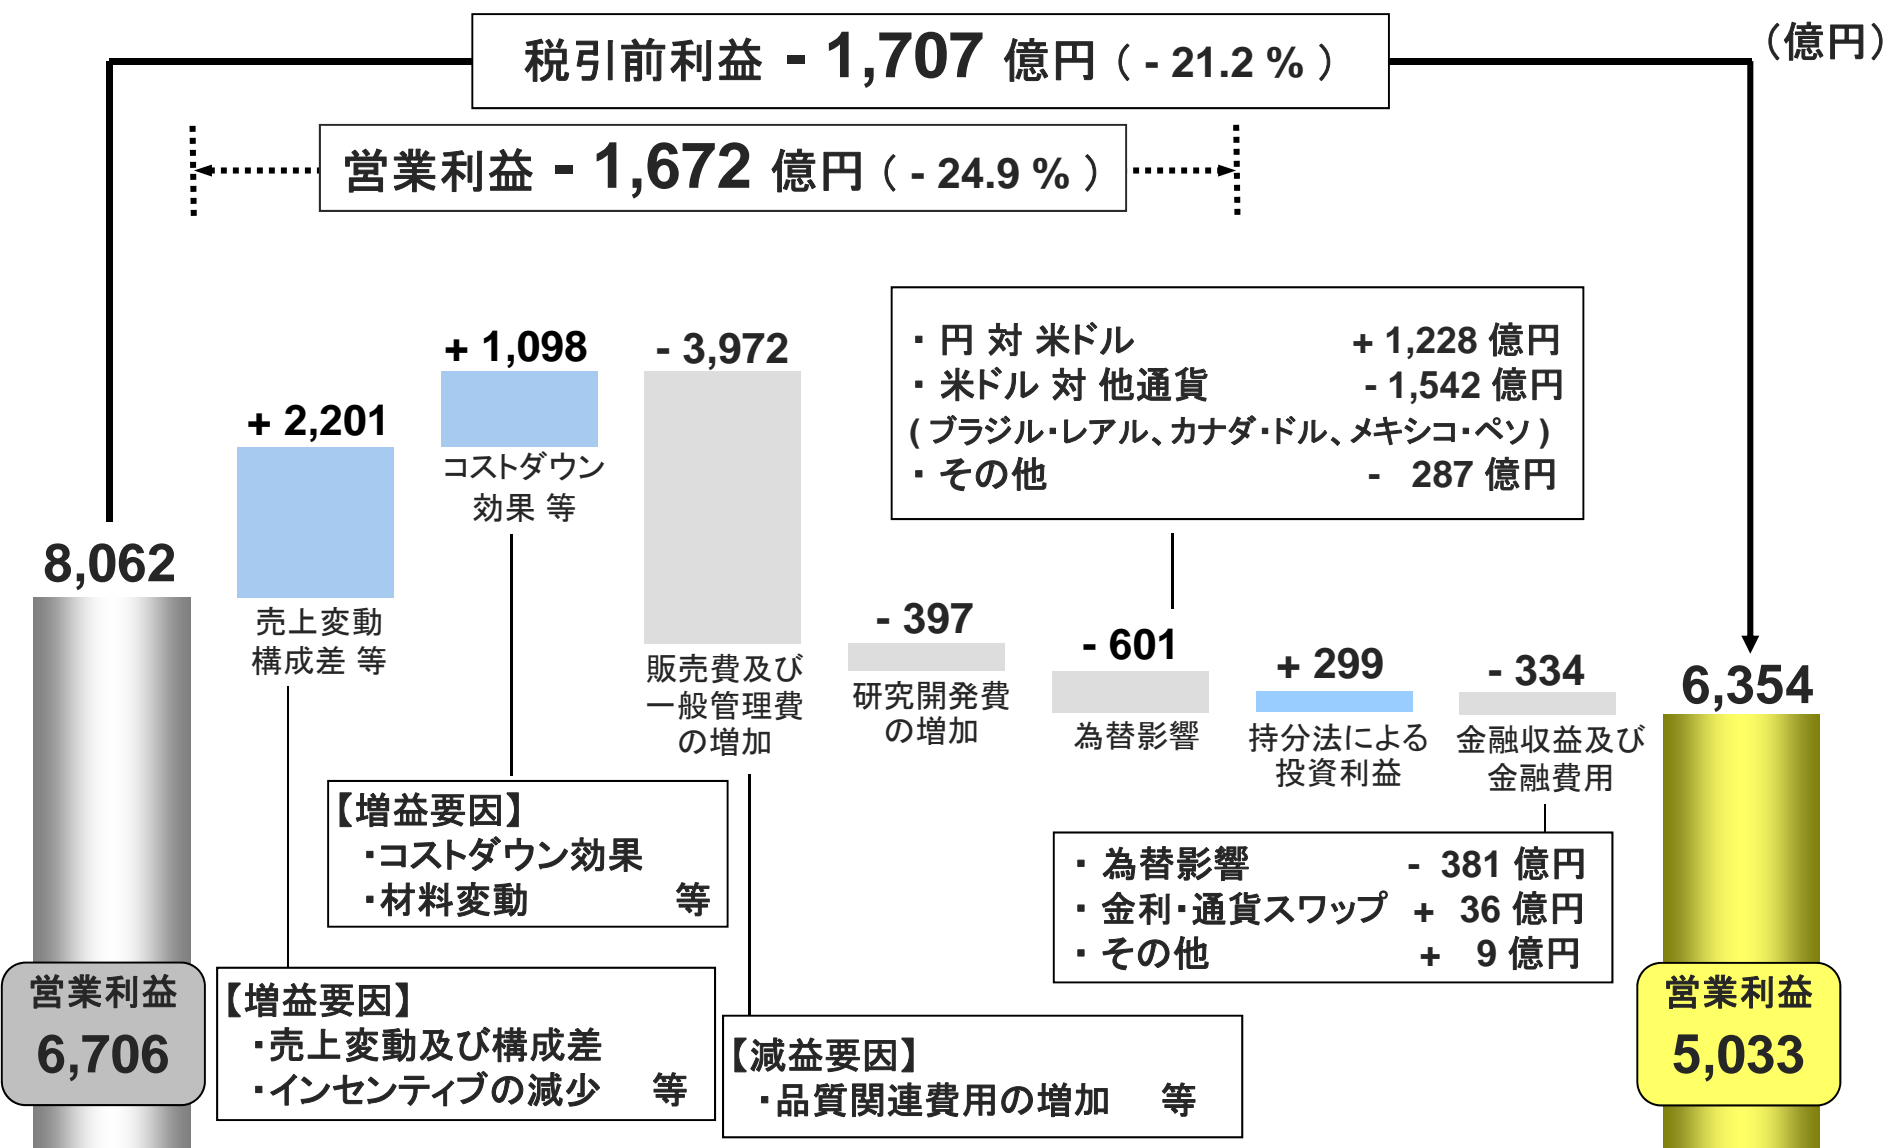 税引前利益 - 1,707 億円 ( - 21.2 % )
(億円)
営業利益 - 1,672 億円 ( - 24.9 % )
8,062
+ 2,201
売上変動
構成差 等
+ 1,098
コストダウン
効果 等
- 3,972
販売費及び
一般管理費
の増加
- 397
研究開発費
の増加
- 601
為替影響
+ 299
持分法による
投資利益
- 334
金融収益及び
金融費用
6,354
・ 円 対 米ドル + 1,228 億円
・ 米ドル 対 他通貨 - 1,542 億円
( ブラジル・レアル、カナダ・ドル、メキシコ・ペソ )
・ その他 - 287 億円
【増益要因】
・コストダウン効果
・材料変動 等
・ 為替影響 - 381 億円
・ 金利・通貨スワップ + 36 億円
・ その他 + 9 億円
営業利益
6,706
【増益要因】
・売上変動及び構成差
・インセンティブの減少 等
【減益要因】
・品質関連費用の増加 等
営業利益
5,033